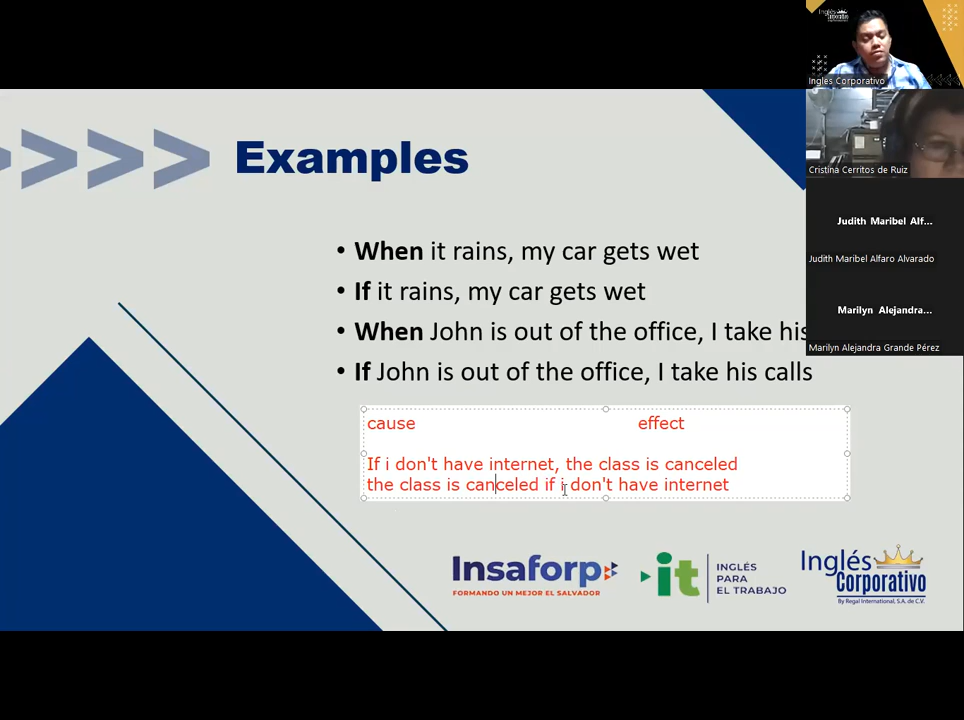 Inglés
Corporativo
Inglés Corporativo
Cristina Cerritos de Ruiz
Judith Maribel Alf...
Judith Maribel Alfaro Alvarado
Marilyn Alejandra...
Marilyn Alejandra Grande Pérez
>>>> Examples
• When it rains, my car gets wet
• If it rains, my car gets wet
• When John is out of the office, I take his
• If John is out of the office, I take his calls
cause effect
If i don't have internet, the class is canceled
the class is canceled if i don't have internet
Insaforp
FORMANDO UN MEJOR EL SALVADOR
it
INGLÉS
PARA
EL TRABAJO
Inglés
Corporativo
By Regal International, S.A. de C.V.